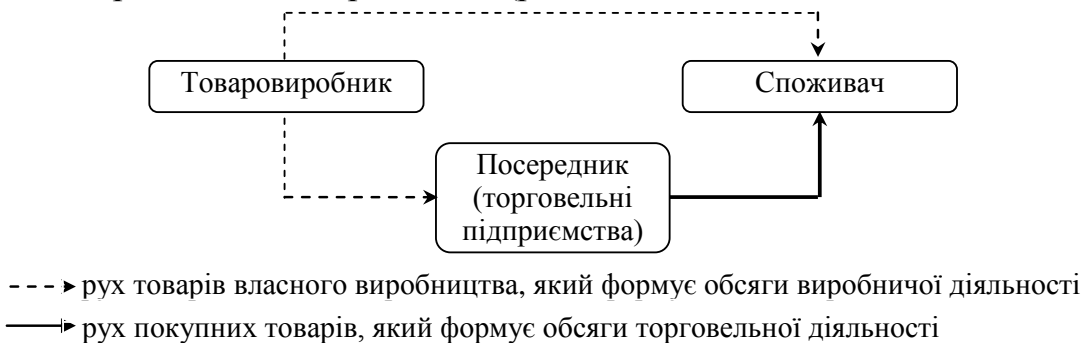 Товаровиробник
Споживач
Посередник
(торговельні
підприємства)
рух товарів власного виробництва, який формує обсяги виробничої діяльності
рух покупних товарів, який формує обсяги торговельної діяльності